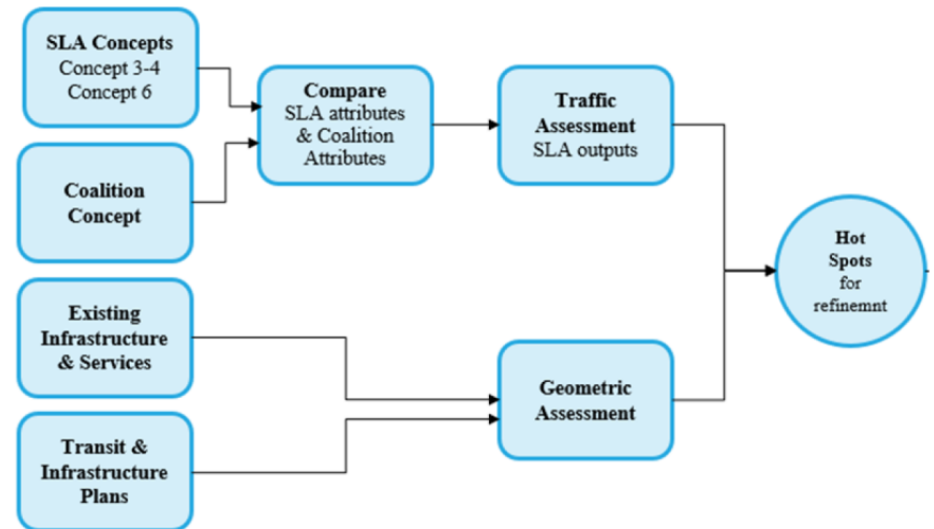 SLA Concepts
Concept 3-4
Concept 6
Coalition
Concept
Existing
Infrastructure
& Services
Transit &
Infrastructure
Plans
Compare
SLA attributes
& Coalition
Attributes
Traffic
Assessment
SLA outputs
Geometric
Assessment
Hot
Spots
for
refinemnt